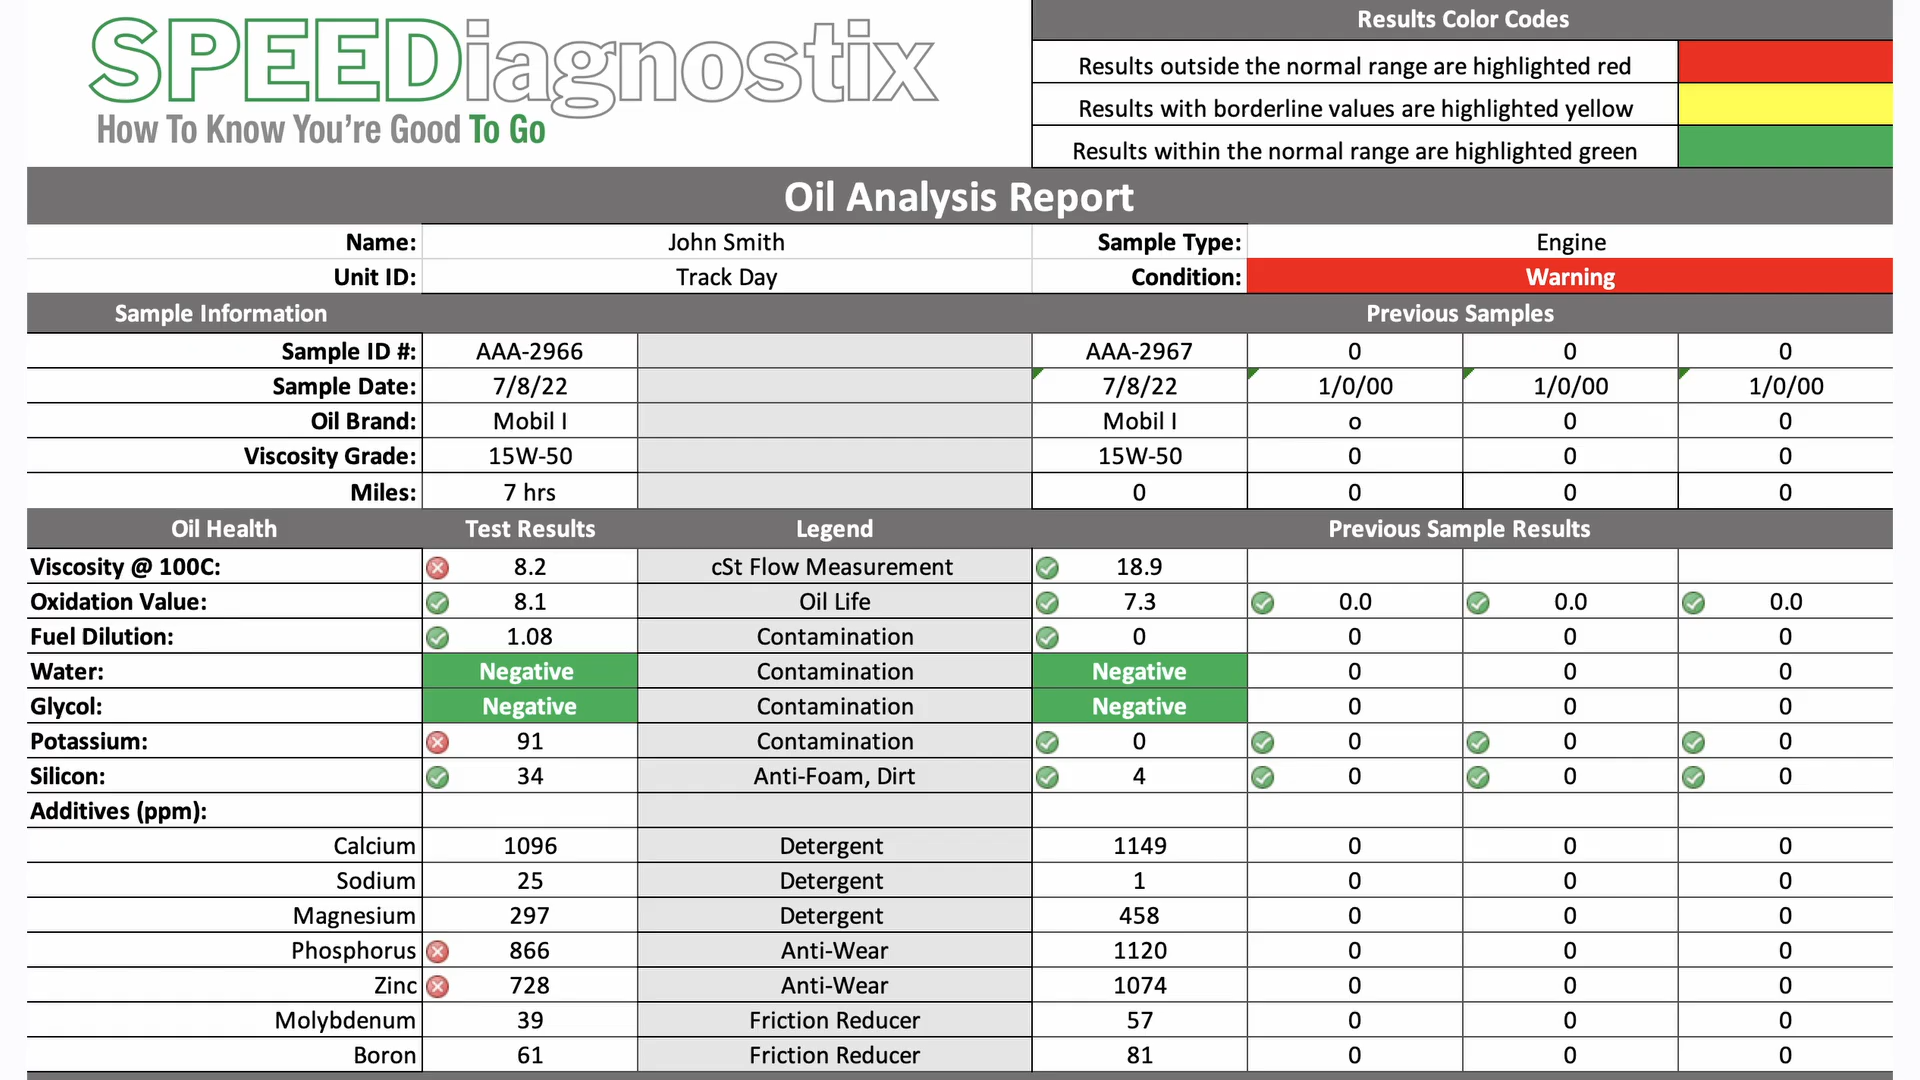 SPEEDiagnostix
How To Know You're Good To Go
Results Color Codes
Results outside the normal range are highlighted red
Results with borderline values are highlighted yellow
Results within the normal range are highlighted green
Oil Analysis Report
Name: John Smith Sample Type: Engine
Unit ID: Track Day Condition: Warning
Sample Information Previous Samples
Sample ID #: AAA-2966 AAA-2967 0 0 0
Sample Date: 7/8/22 7/8/22 1/0/00 1/0/00 1/0/00
Oil Brand: Mobil I Mobil I o 0 0
Viscosity Grade: 15W-50 15W-50 0 0 0
Miles: 7 hrs 0 0 0 0
Oil Health Test Results Legend Previous Sample Results
Viscosity @ 100C: 8.2 cSt Flow Measurement 18.9
Oxidation Value: 8.1 Oil Life 7.3 0.0 0.0 0.0
Fuel Dilution: 1.08 Contamination 0 0 0 0
Water: Negative Contamination Negative 0 0 0
Glycol: Negative Contamination Negative 0 0 0
Potassium: 91 Contamination 0 0 0 0
Silicon: 34 Anti-Foam, Dirt 4 0 0 0
Additives (ppm):
Calcium 1096 Detergent 1149 0 0 0
Sodium 25 Detergent 1 0 0 0
Magnesium 297 Detergent 458 0 0 0
Phosphorus 866 Anti-Wear 1120 0 0 0
Zinc 728 Anti-Wear 1074 0 0 0
Molybdenum 39 Friction Reducer 57 0 0 0
Boron 61 Friction Reducer 81 0 0 0